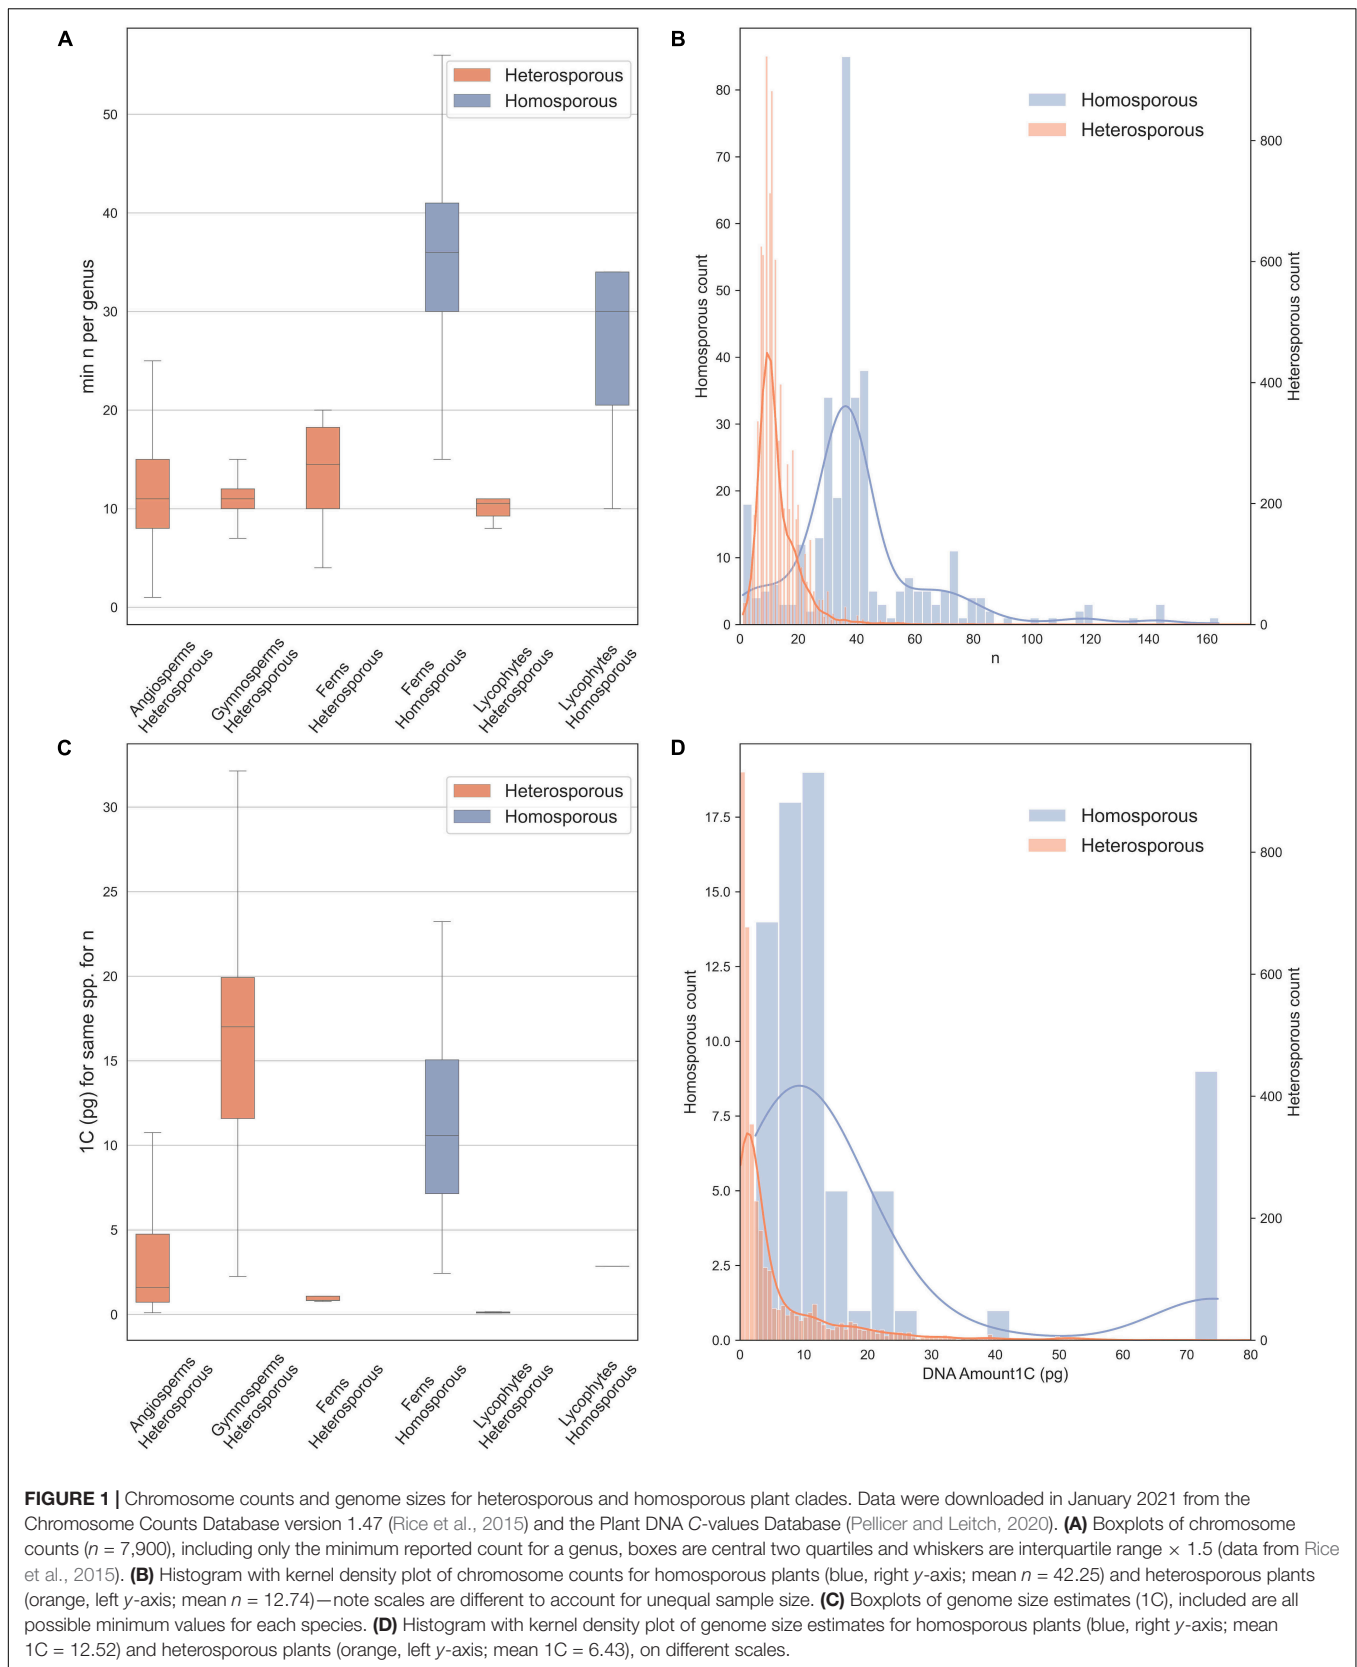 A
Heterosporous
Homosporous
min n per genus
50
40
30
20
10
0
Angiosperms
Heterosporous
Gymnosperms
Heterosporous
Ferns
Heterosporous
Ferns
Homosporous
Lycophytes
Heterosporous
Lycophytes
Homosporous
B
Homosporous
Heterosporous
Homosporous count
80
70
60
50
40
30
20
10
0
Heterosporous count
800
600
400
200
0
0 20 40 60 80 100 120 140 160
n
C
Heterosporous
Homosporous
1C (pg) for same spp. for n
30
25
20
15
10
5
0
Angiosperms
Heterosporous
Gymnosperms
Heterosporous
Ferns
Heterosporous
Ferns
Homosporous
Lycophytes
Heterosporous
Lycophytes
Homosporous
D
Homosporous
Heterosporous
Homosporous count
17.5
15.0
12.5
10.0
7.5
5.0
2.5
0.0
Heterosporous count
800
600
400
200
0
0 10 20 30 40 50 60 70 80
DNA Amount1C (pg)
FIGURE 1 | Chromosome counts and genome sizes for heterosporous and homosporous plant clades. Data were downloaded in January 2021 from the
Chromosome Counts Database version 1.47 (Rice et al., 2015) and the Plant DNA C-values Database (Pellicer and Leitch, 2020). (A) Boxplots of chromosome
counts (n = 7,900), including only the minimum reported count for a genus, boxes are central two quartiles and whiskers are interquartile range × 1.5 (data from Rice
et al., 2015). (B) Histogram with kernel density plot of chromosome counts for homosporous plants (blue, right y-axis; mean n = 42.25) and heterosporous plants
(orange, left y-axis; mean n = 12.74)—note scales are different to account for unequal sample size. (C) Boxplots of genome size estimates (1C), included are all
possible minimum values for each species. (D) Histogram with kernel density plot of genome size estimates for homosporous plants (blue, right y-axis; mean
1C = 12.52) and heterosporous plants (orange, left y-axis; mean 1C = 6.43), on different scales.